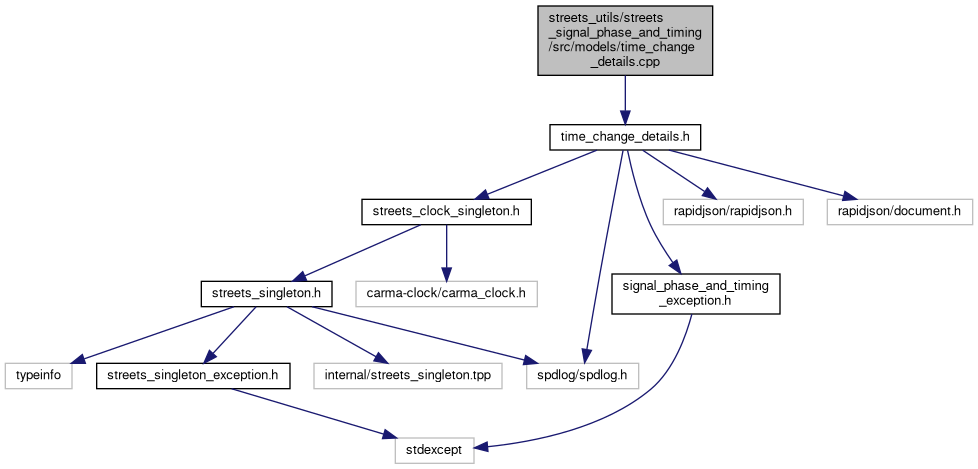 streets_utils/streets
_signal_phase_and_timing
/src/models/time_change
_details.cpp
time_change_details.h
streets_clock_singleton.h
rapidjson/rapidjson.h
rapidjson/document.h
streets_singleton.h
carma-clock/carma_clock.h
signal_phase_and_timing
_exception.h
typeinfo
streets_singleton_exception.h
internal/streets_singleton.tpp
spdlog/spdlog.h
stdexcept